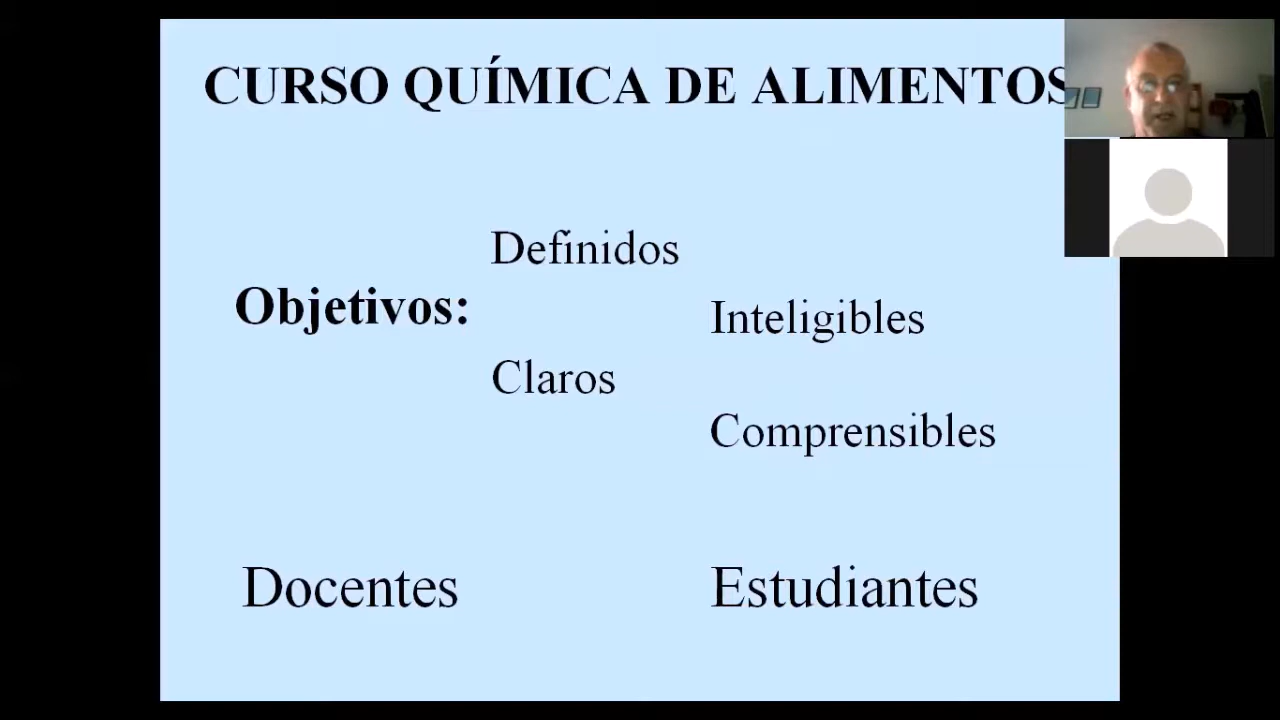 CURSO QUÍMICA DE ALIMENTOS
Definidos
Objetivos:
Inteligibles
Claros
Comprensibles
Docentes
Estudiantes